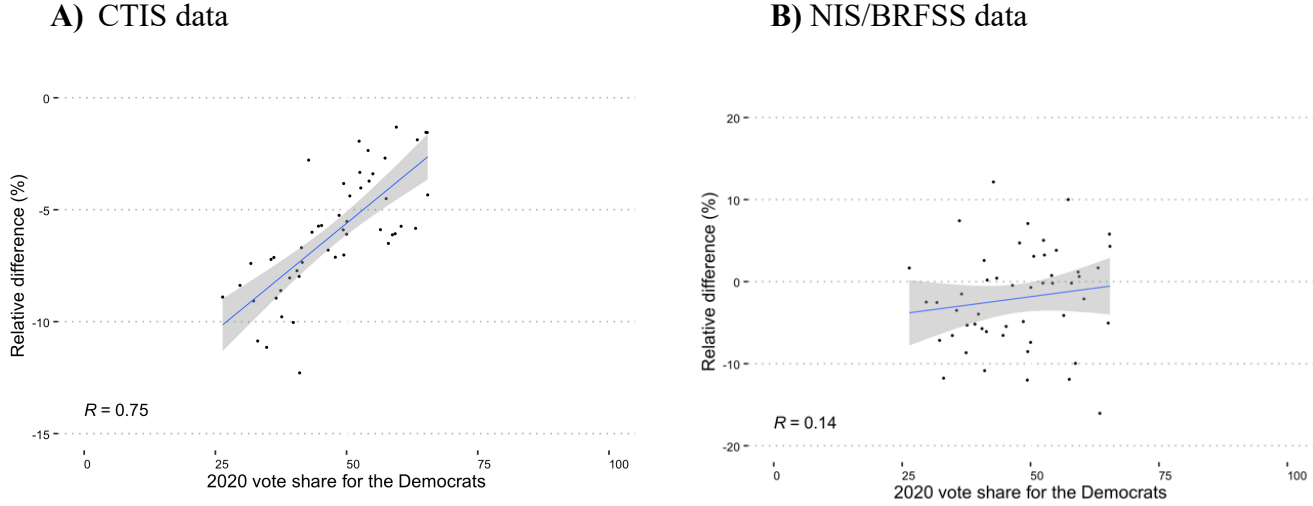 A) CTIS data
0
-5
-10
-15
Relative difference (%)
R = 0.75
0 25 50 75 100
2020 vote share for the Democrats
B) NIS/BRFSS data
20
10
0
-10
-20
Relative difference (%)
R = 0.14
0 25 50 75 100
2020 vote share for the Democrats